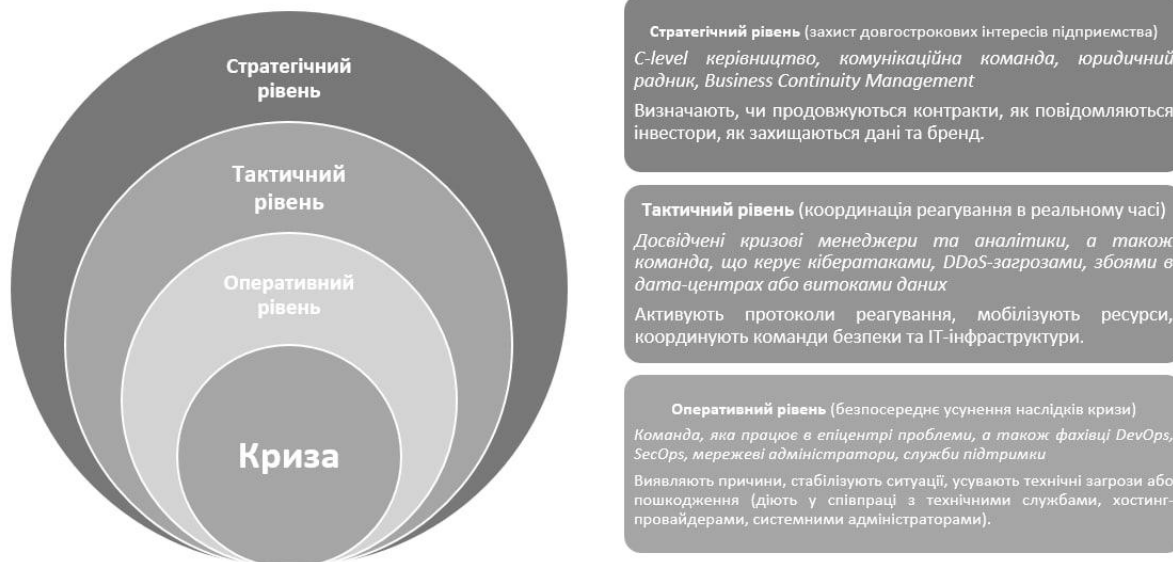 Стратегічний
рівень
Тактичний
рівень
Оперативний
рівень
Криза
Стратегічний рівень (захист довгострокових інтересів підприємства)
C-level керівництво, комунікаційна команда, юридичний
радник, Business Continuity Management
Визначають, чи продовжуються контракти, як повідомляються
інвестори, як захищаються дані та бренд.
Тактичний рівень (координація реагування в реальному часі)
Досвідчені кризові менеджери та аналітики, а також
команда, що керує кібератаками, DDoS-загрозами, збоями в
дата-центрах або витоками даних
Активують протоколи реагування, мобілізують ресурси,
координують команди безпеки та ІТ-інфраструктури.
Оперативний рівень (безпосереднє усунення наслідків кризи)
Команда, яка працює в епіцентрі проблеми, а також фахівці DevOps,
SecOps, мережеві адміністратори, служби підтримки
Виявляють причини, стабілізують ситуації, усувають технічні загрози або
пошкодження (діють у співпраці з технічними службами, хостинг-
провайдерами, системними адміністраторами).